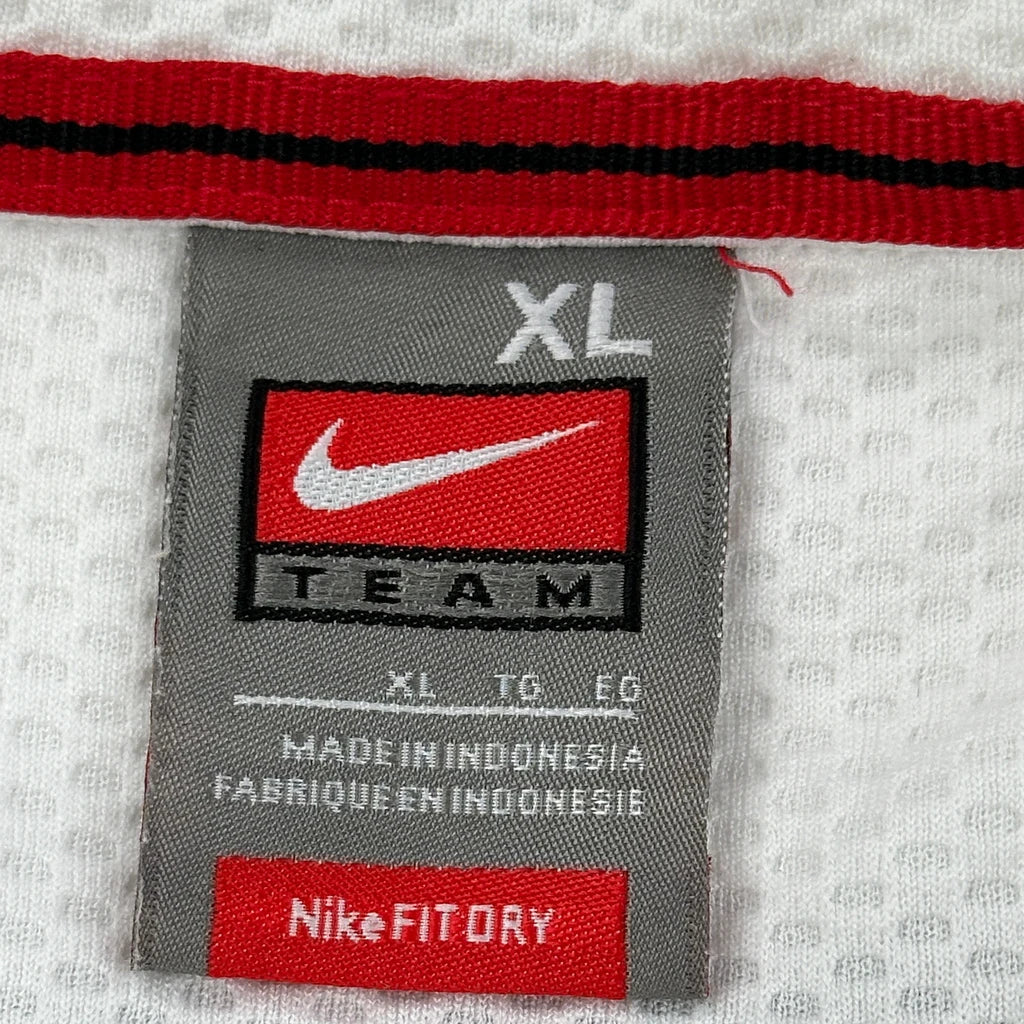 XL
TEAM
XL TG EG
MADE IN INDONESIA
FABRIQUE EN INDONESIE
Nike FIT DRY